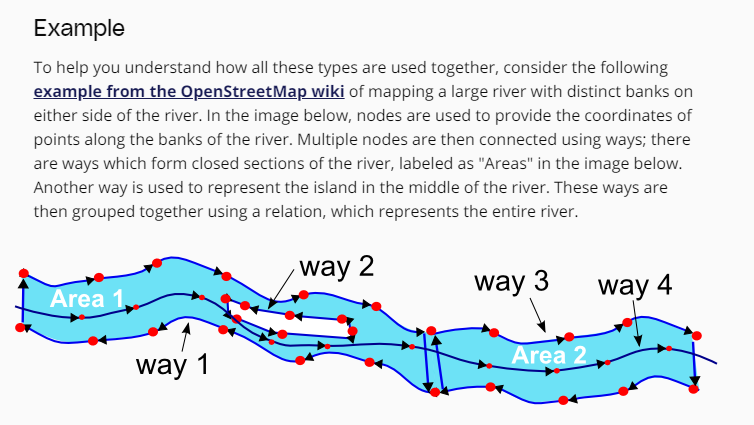 Example
To help you understand how all these types are used together, consider the following
example from the OpenStreetMap wiki of mapping a large river with distinct banks on
either side of the river. In the image below, nodes are used to provide the coordinates of
points along the banks of the river. Multiple nodes are then connected using ways; there
are ways which form closed sections of the river, labeled as "Areas" in the image below.
Another way is used to represent the island in the middle of the river. These ways are
then grouped together using a relation, which represents the entire river.
way 2
way 3
way 4
Area 1
Area 2
way 1